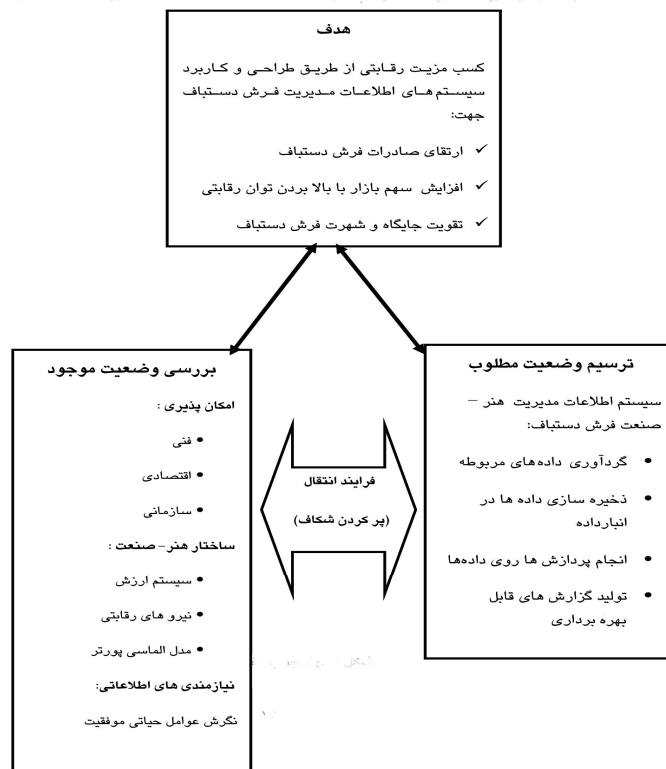 هدف
کسب مزیت رقابتی از طریق طراحی و کاربرد
سیستم های اطلاعات مدیریت فرش دستباف
جهت:
✓ ارتقای صادرات فرش دستباف
✓ افزایش سهم بازار با بالا بردن توان رقابتی
✓ تقویت جایگاه و شهرت فرش دستباف
ترسیم وضعیت مطلوب
سیستم اطلاعات مدیریت هنر –
صنعت فرش دستباف:
• گردآوری داده‌های مربوطه
• ذخیره سازی داده ها در
انبارداده
• انجام پردازش ها روی داده‌ها
• تولید گزارش های قابل
بهره برداری
فرایند انتقال
(پر کردن شکاف)
بررسی وضعیت موجود
امکان پذیری :
• فنی
• اقتصادی
• سازمانی
ساختار هنر – صنعت :
• سیستم ارزش
• نیرو های رقابتی
• مدل الماسی پورتر
نیازمندی های اطلاعاتی:
نگرش عوامل حیاتی موفقیت